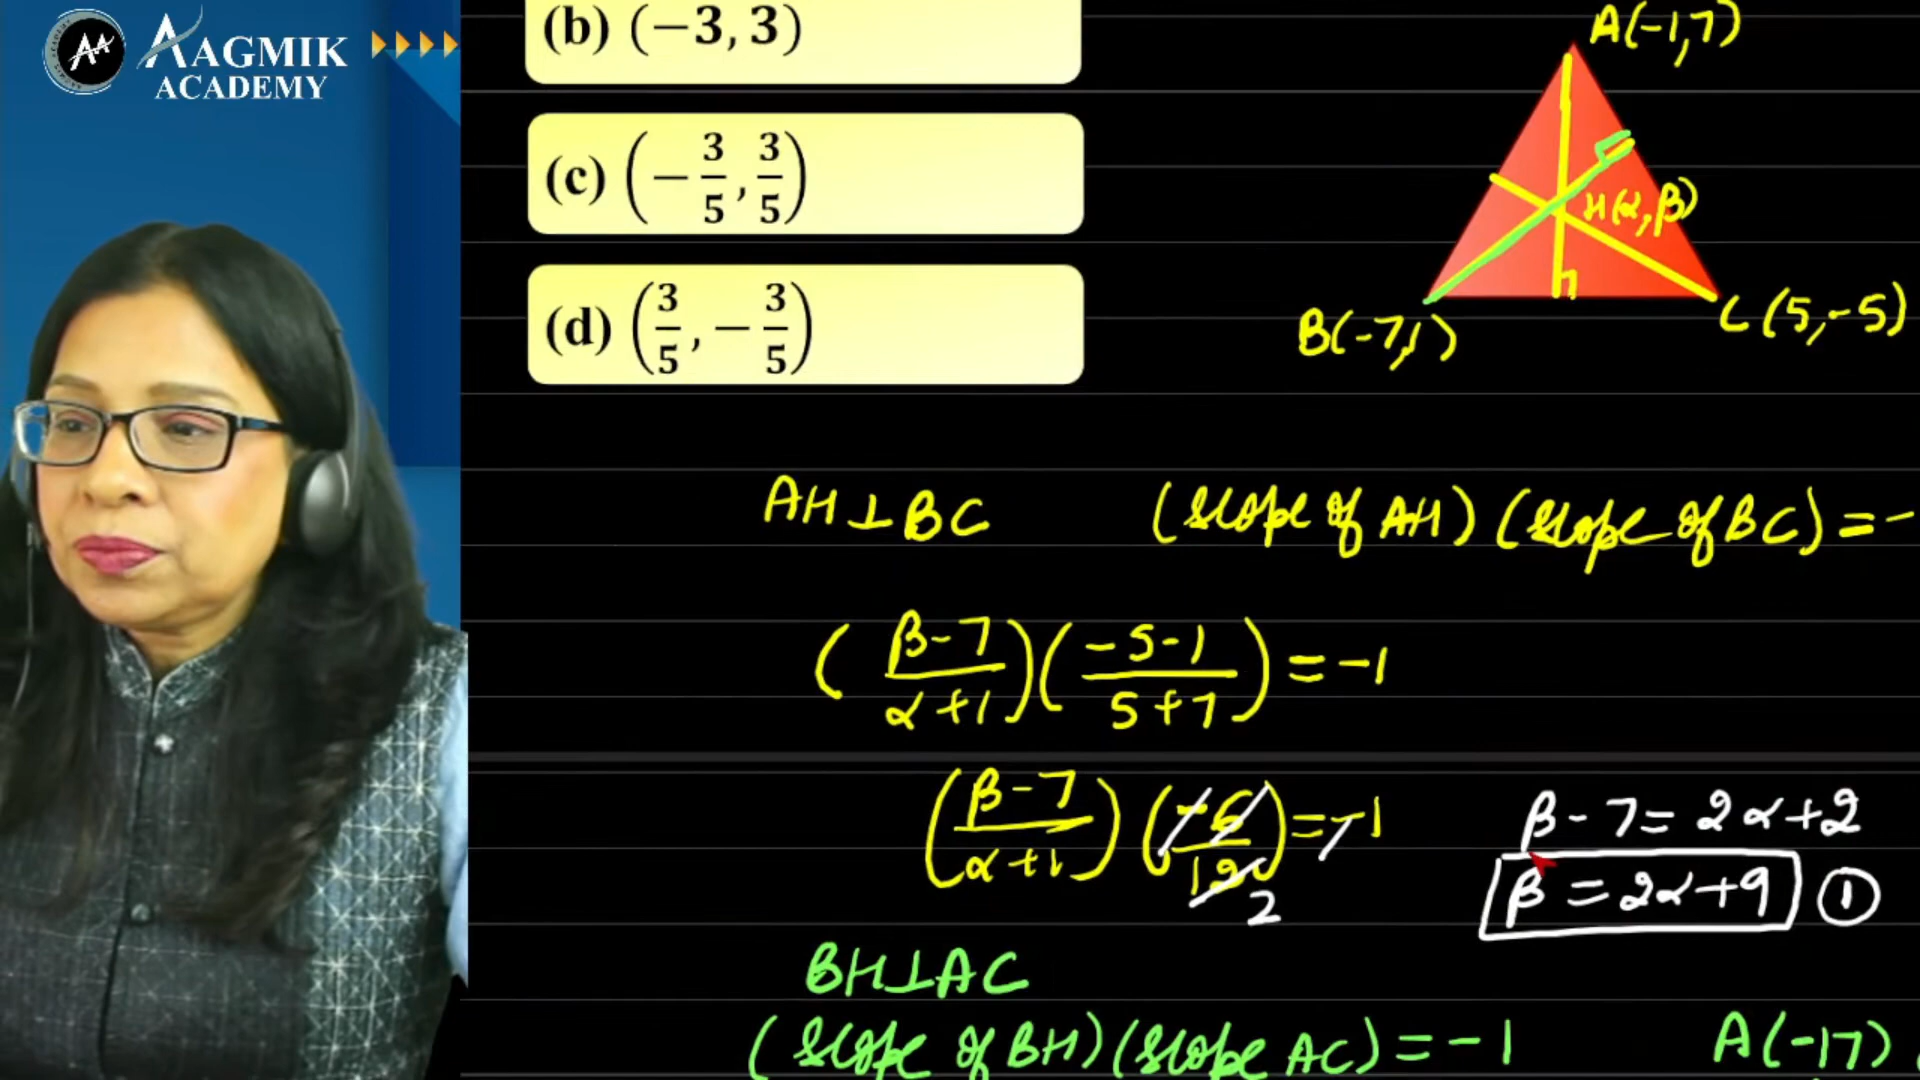 AAGMIK
ACADEMY
(b) (−3, 3)
(c) (−3/5, 3/5)
(d) (3/5, −3/5)
A(-1,7)
H(α,β)
B(-7,1)
C(5,-5)
AH⊥BC (slope of AH) (slope of BC) = -
(β-7/α+1)(-5-1/5+7) = -1
(β-7/α+1)(-6/12) = -1
2
β-7 = 2α+2
β = 2α+9 ①
BH⊥AC
(slope of BH) (slope AC) = -1
A(-17)